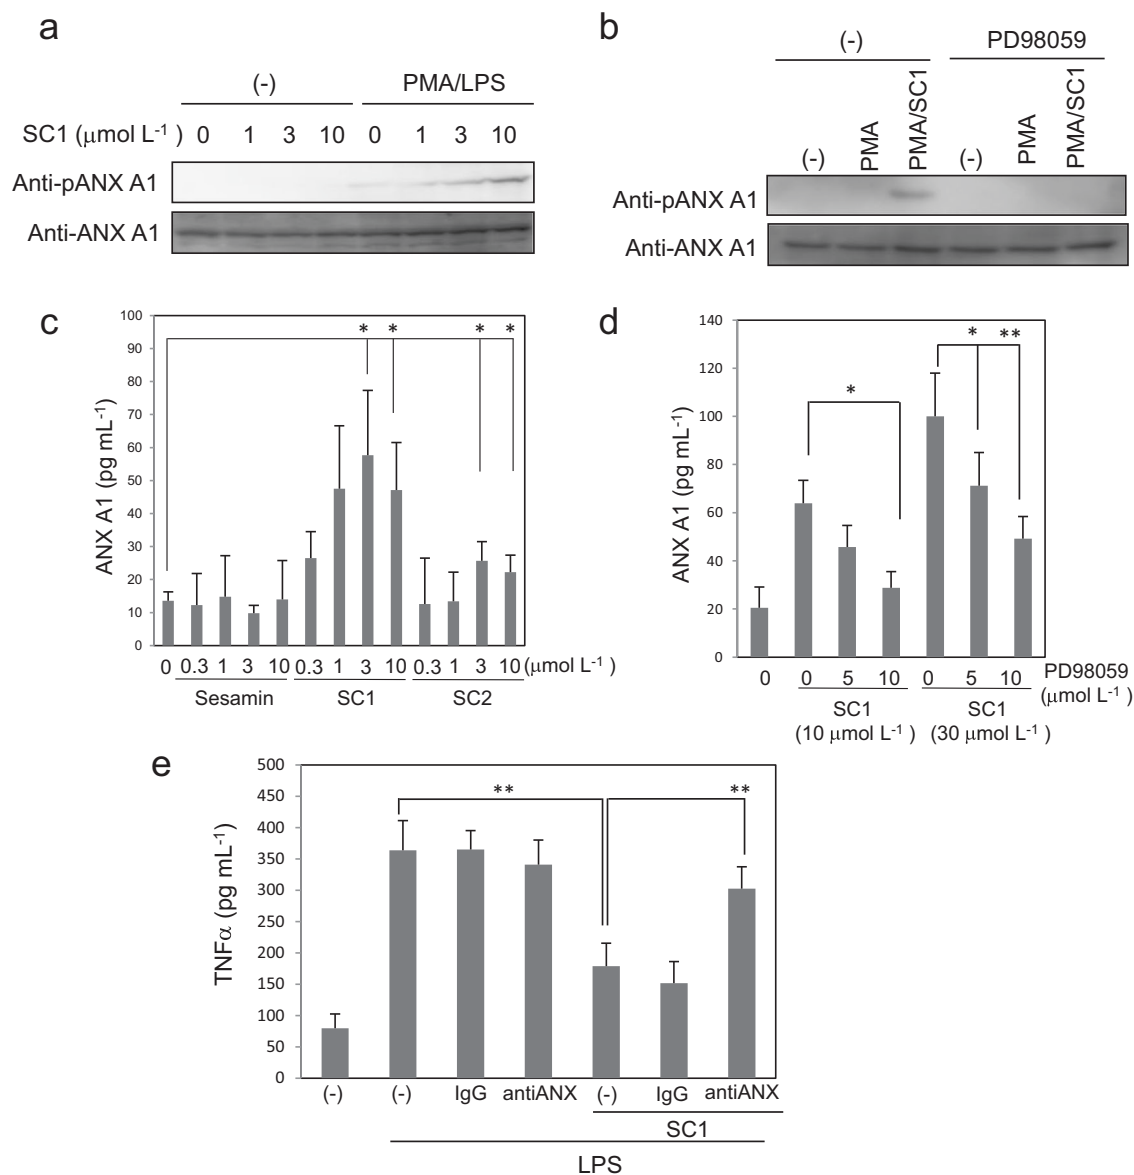 a
(-) PMA/LPS
SC1 (μmol L-1 ) 0 1 3 10 0 1 3 10
Anti-pANX A1
Anti-ANX A1
b
(-) PD98059
(-) PMA PMA/SC1 (-) PMA PMA/SC1
Anti-pANX A1
Anti-ANX A1
c
ANX A1 (pg mL-1)
100
90
80
70
60
50
40
30
20
10
0
* * * *
0 0.3 1 3 10 0.3 1 3 10 0.3 1 3 10 (μmol L-1 )
Sesamin SC1 SC2
d
ANX A1 (pg mL-1)
140
120
100
80
60
40
20
0
* * **
0 0 5 10 0 5 10 PD98059
(μmol L-1 )
SC1 SC1
(10 μmol L-1 ) (30 μmol L-1 )
e
TNFα (pg mL-1)
500
450
400
350
300
250
200
150
100
50
0
** **
(-) (-) IgG antiANX (-) IgG antiANX
SC1
LPS